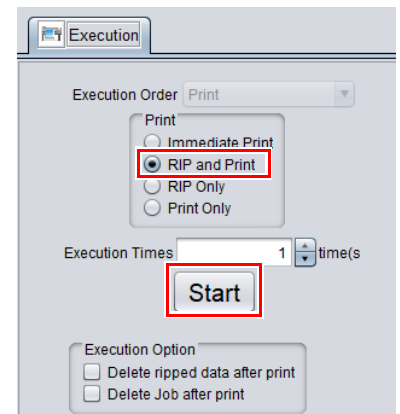 Execution
Execution Order Print
Print
Immediate Print
RIP and Print
RIP Only
Print Only
Execution Times 1 time(s
Start
Execution Option
Delete ripped data after print
Delete Job after print